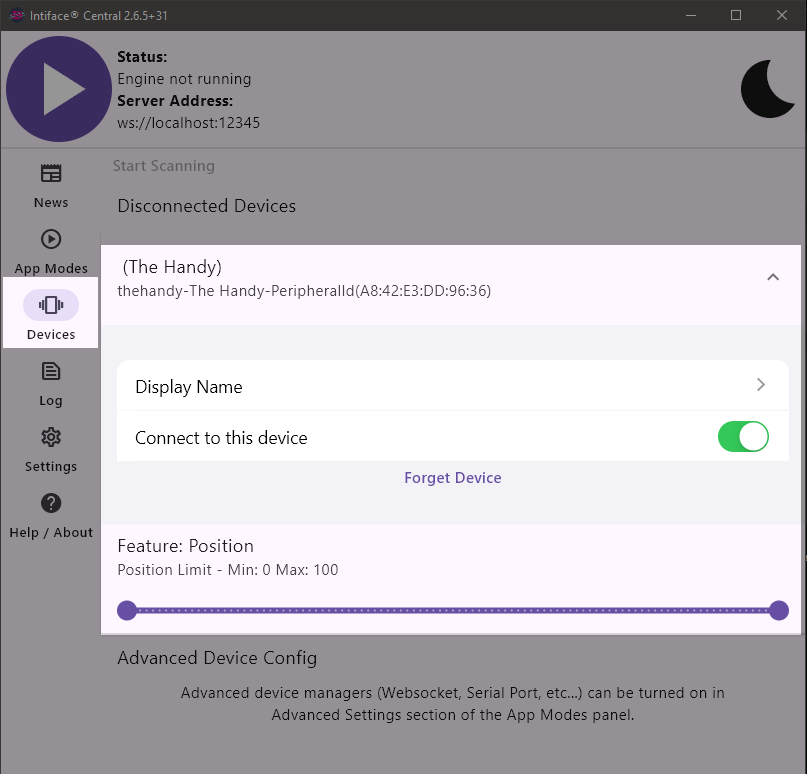 Intiface® Central 2.6.5+31
Status:
Engine not running
Server Address:
ws://localhost:12345
Start Scanning
News
Disconnected Devices
App Modes
(The Handy)
thehandy-The Handy-PeripheralId(A8:42:E3:DD:96:36)
Devices
Display Name
Log
Connect to this device
Settings
Forget Device
Help / About
Feature: Position
Position Limit - Min: 0 Max: 100
Advanced Device Config
Advanced device managers (Websocket, Serial Port, etc...) can be turned on in
Advanced Settings section of the App Modes panel.